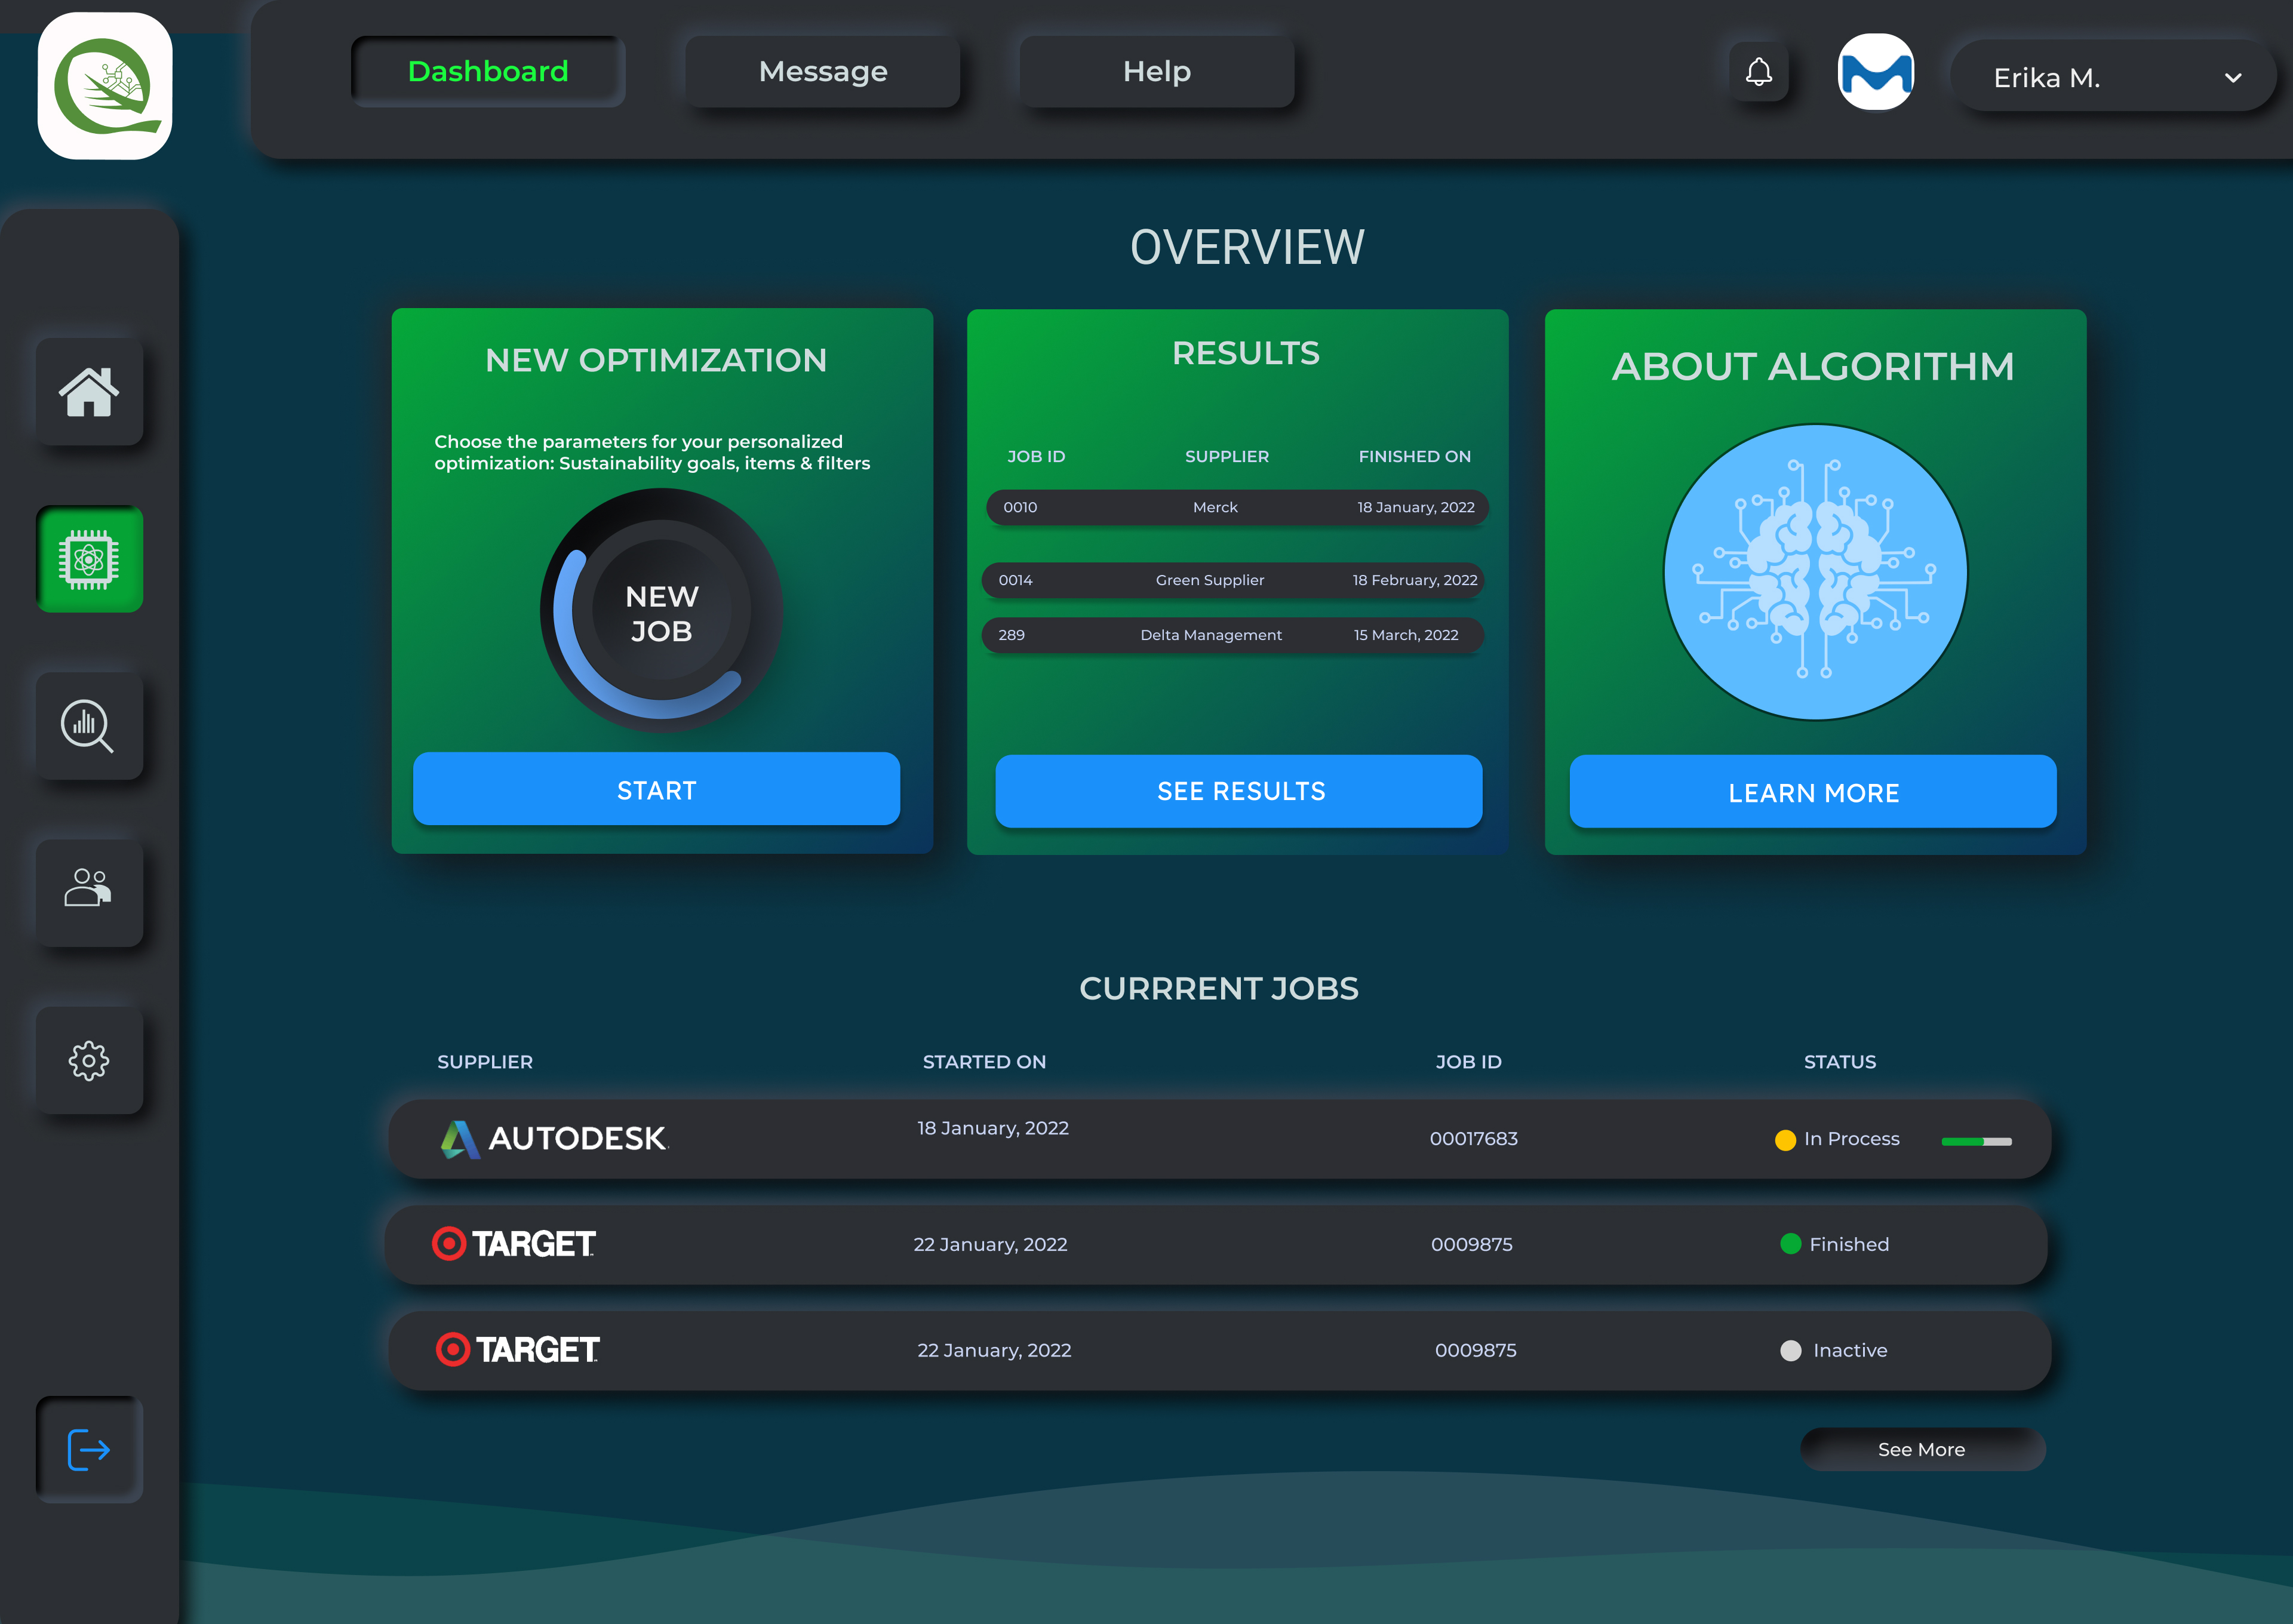 Dashboard
Message
Help
Erika M.
OVERVIEW
NEW OPTIMIZATION
Choose the parameters for your personalized
optimization: Sustainability goals, items & filters
NEW
JOB
START
RESULTS
JOB ID SUPPLIER FINISHED ON
0010 Merck 18 January, 2022
0014 Green Supplier 18 February, 2022
289 Delta Management 15 March, 2022
SEE RESULTS
ABOUT ALGORITHM
LEARN MORE
CURRRENT JOBS
SUPPLIER STARTED ON JOB ID STATUS
AUTODESK 18 January, 2022 00017683 In Process
TARGET 22 January, 2022 0009875 Finished
TARGET 22 January, 2022 0009875 Inactive
See More